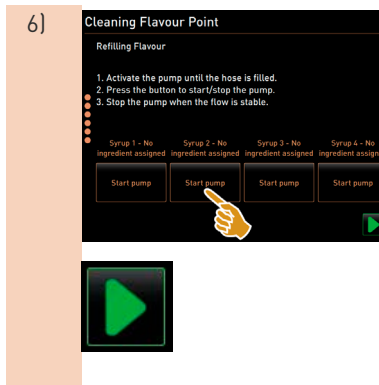 6)
Cleaning Flavour Point
Refilling Flavour
1. Activate the pump until the hose is filled.
2. Press the button to start/stop the pump.
3. Stop the pump when the flow is stable.
Syrup 1 - No Syrup 2 - No Syrup 3 - No Syrup 4 - No
ingredient assigned ingredient assigned ingredient assigned ingredient assign
Start pump Start pump Start pump Start pump